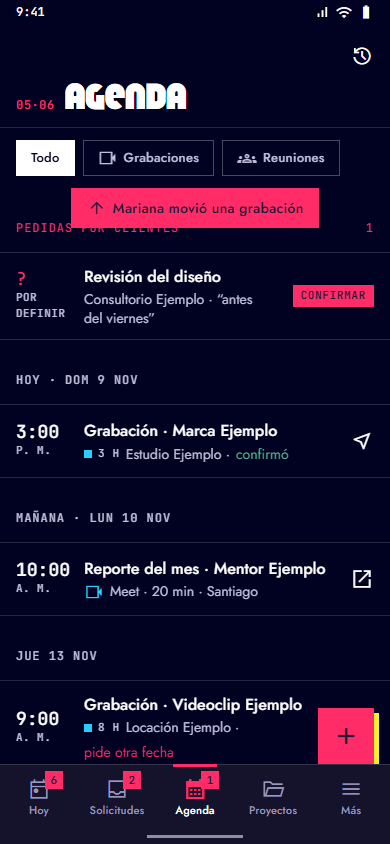 9:41
05·06 AGENDA
Todo
Grabaciones
Reuniones
Mariana movió una grabación
PEDIDAS POR CLIENTES 1
?
POR
DEFINIR
Revisión del diseño
Consultorio Ejemplo · “antes
del viernes”
CONFIRMAR
HOY · DOM 9 NOV
3:00
P. M.
Grabación · Marca Ejemplo
3 H Estudio Ejemplo · confirmó
MAÑANA · LUN 10 NOV
10:00
A. M.
Reporte del mes · Mentor Ejemplo
Meet · 20 min · Santiago
JUE 13 NOV
9:00
A. M.
Grabación · Videoclip Ejemplo
8 H Locación Ejemplo ·
pide otra fecha
+
6
2
1
Hoy
Solicitudes
Agenda
Proyectos
Más